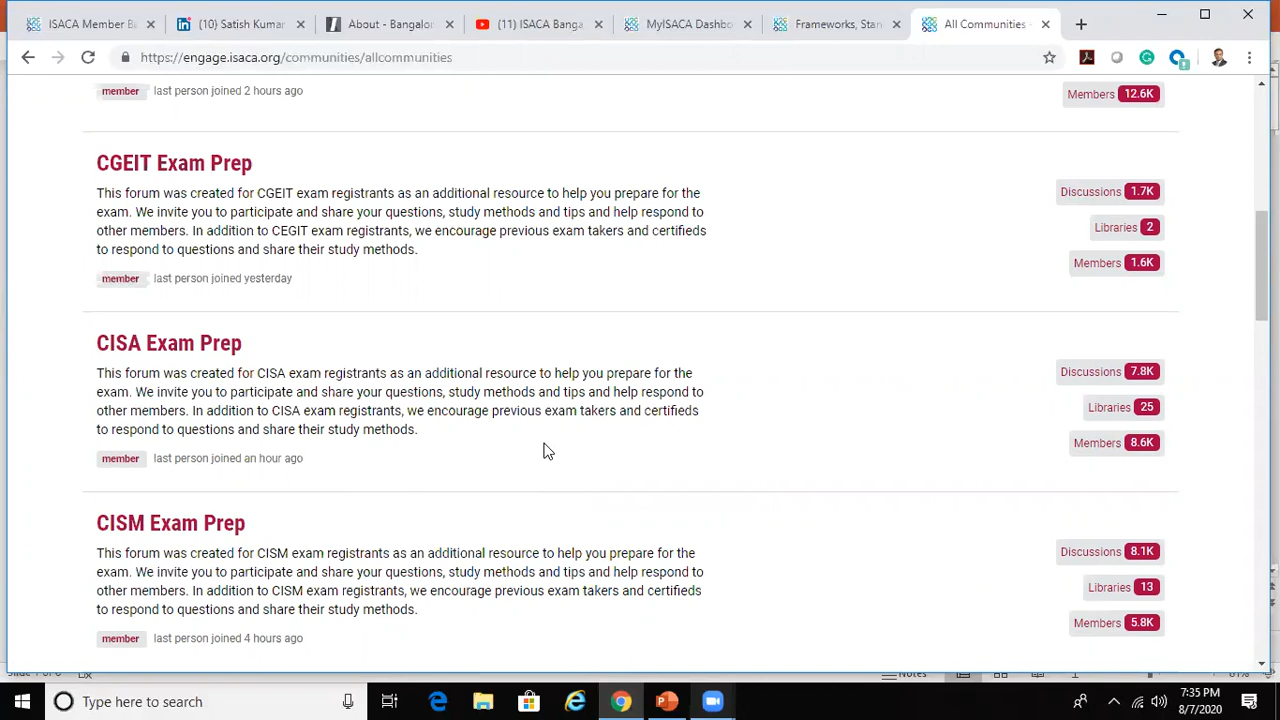 ISACA Member Be
(10) Satish Kumar
About - Bangalor
(11) ISACA Banga
MyISACA Dashbo
Frameworks, Stan
All Communities -
https://engage.isaca.org/communities/allcommunities
member last person joined 2 hours ago
Members 12.6K
CGEIT Exam Prep
This forum was created for CGEIT exam registrants as an additional resource to help you prepare for the
exam. We invite you to participate and share your questions, study methods and tips and help respond to
other members. In addition to CEGIT exam registrants, we encourage previous exam takers and certifieds
to respond to questions and share their study methods.
member last person joined yesterday
Discussions 1.7K
Libraries 2
Members 1.6K
CISA Exam Prep
This forum was created for CISA exam registrants as an additional resource to help you prepare for the
exam. We invite you to participate and share your questions, study methods and tips and help respond to
other members. In addition to CISA exam registrants, we encourage previous exam takers and certifieds
to respond to questions and share their study methods.
member last person joined an hour ago
Discussions 7.8K
Libraries 25
Members 8.6K
CISM Exam Prep
This forum was created for CISM exam registrants as an additional resource to help you prepare for the
exam. We invite you to participate and share your questions, study methods and tips and help respond to
other members. In addition to CISM exam registrants, we encourage previous exam takers and certifieds
to respond to questions and share their study methods.
member last person joined 4 hours ago
Discussions 8.1K
Libraries 13
Members 5.8K
Notes
Type here to search
7:35 PM
8/7/2020